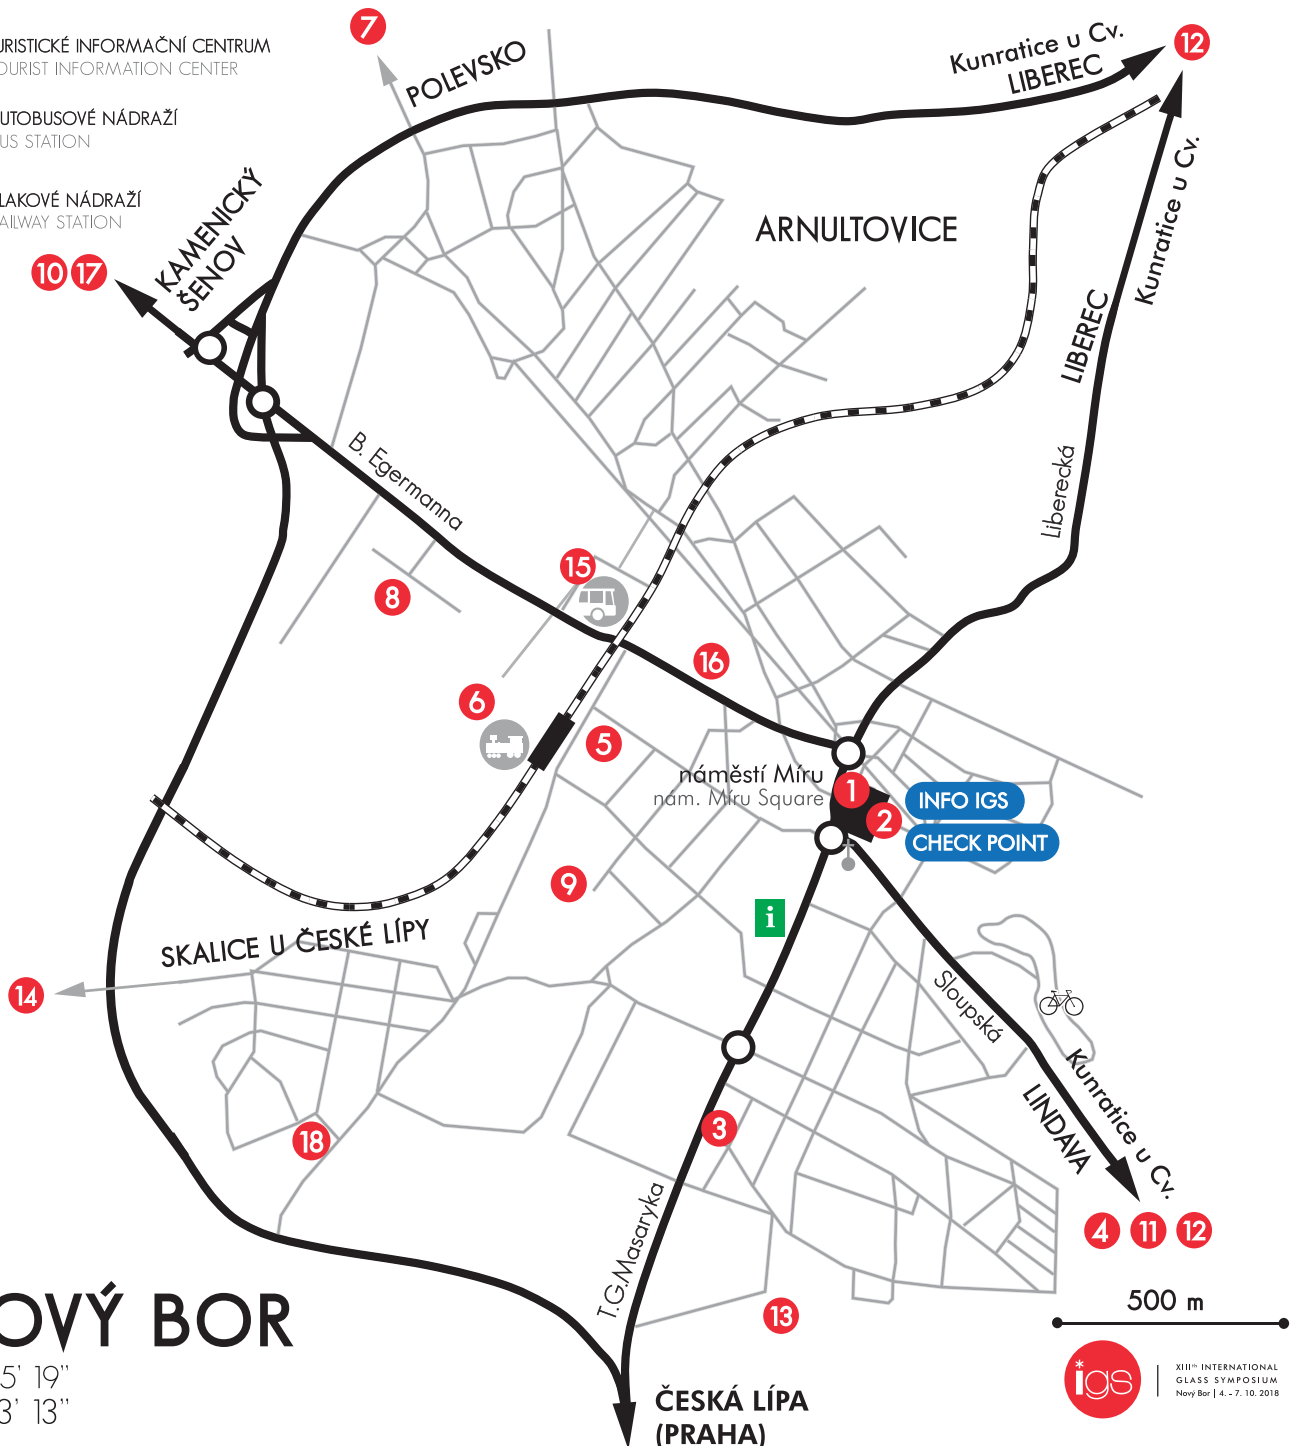 7
URISTICKÉ INFORMAČNÍ CENTRUM
OURIST INFORMATION CENTER
UTOBUSOVÉ NÁDRAŽÍ
US STATION
LAKOVÉ NÁDRAŽÍ
AILWAY STATION
POLEVSKO
Kunratice u Cv.
LIBEREC
12
KAMENICKÝ
ŠENOV
10 17
ARNULTOVICE
Kunratice u Cv.
LIBEREC
Liberecká
B. Egermanna
15
8
16
6
5
náměstí Míru
nám. Míru Square
1
2
INFO IGS
CHECK POINT
9
i
SKALICE U ČESKÉ LÍPY
14
Sloupská
Kunratice u Cv.
LINDAVA
18
3
T.G.Masaryka
4 11 12
13
500 m
OVÝ BOR
5’ 19”
3’ 13”
ČESKÁ LÍPA
(PRAHA)
igs
XIIIth INTERNATIONAL
GLASS SYMPOSIUM
Nový Bor | 4. - 7. 10. 2018